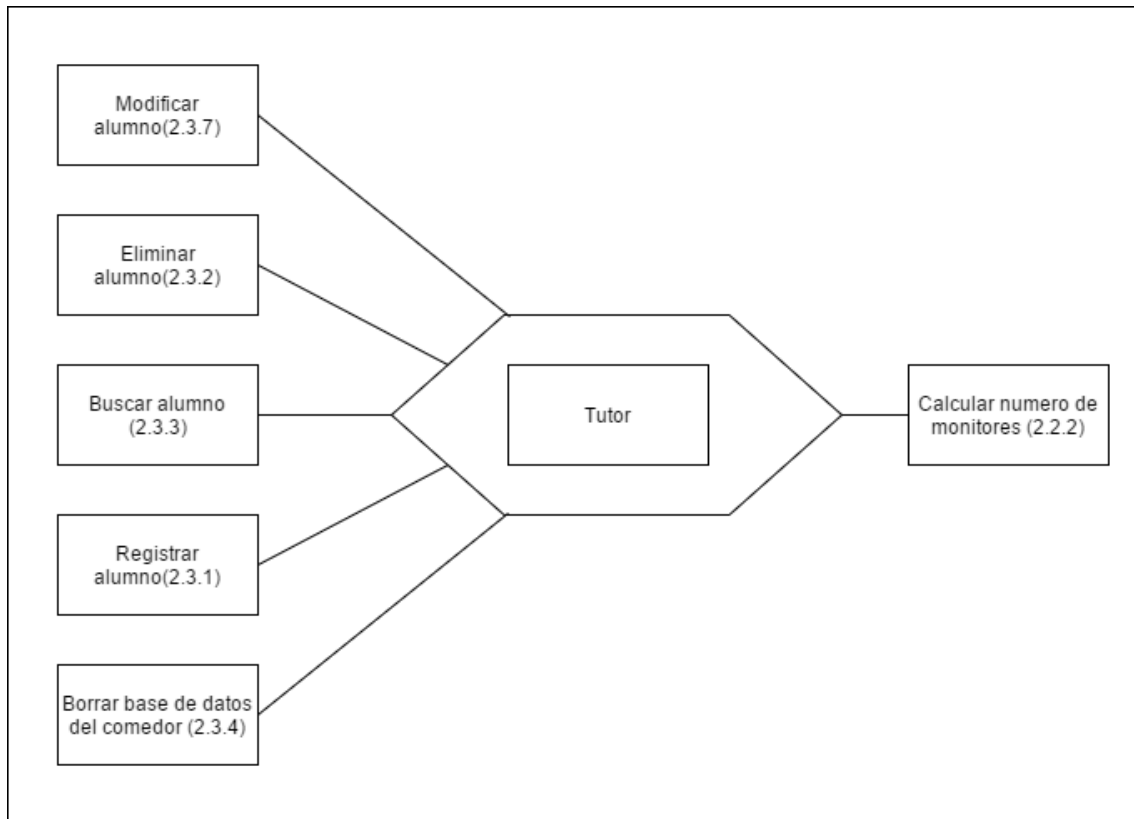 Modificar
alumno(2.3.7)
Eliminar
alumno(2.3.2)
Buscar alumno
(2.3.3)
Registrar
alumno(2.3.1)
Borrar base de datos
del comedor (2.3.4)
Tutor
Calcular numero de
monitores (2.2.2)